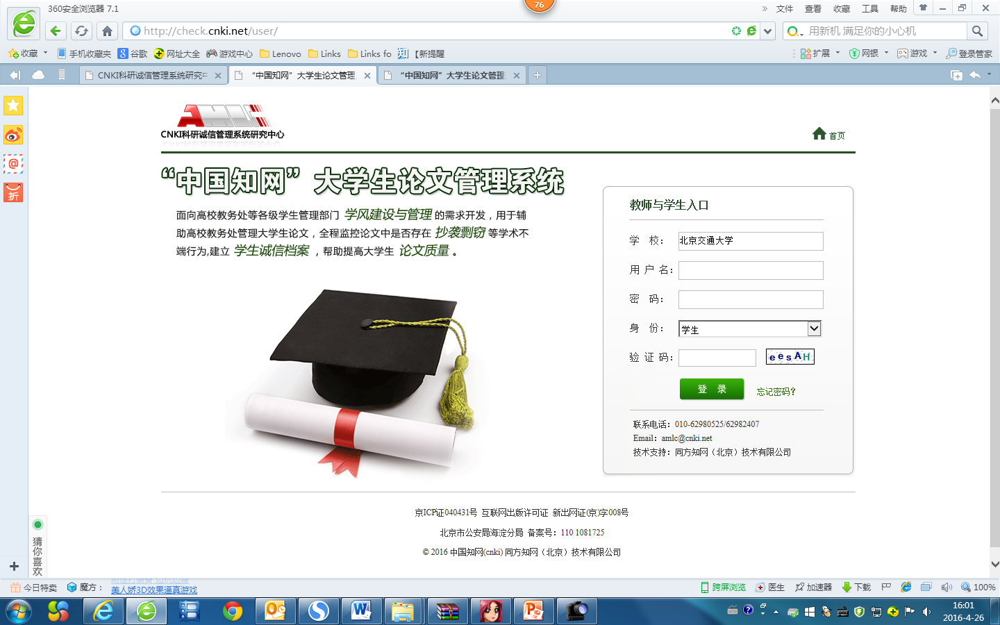 76
360安全浏览器 7.1
» 文件 查看 收藏 工具 帮助
http://check.cnki.net/user/
用新机 满足你的小心机
收藏 手机收藏夹 谷歌 网址大全 游戏中心 Lenovo Links Links fo 【新提醒
扩展 网银 游戏 登录管家
CNKI科研诚信管理系统研究中
“中国知网”大学生论文管理
“中国知网”大学生论文管理
CNKI科研诚信管理系统研究中心
首页
“中国知网”大学生论文管理系统
面向高校教务处等各级学生管理部门 学风建设与管理 的需求开发，用于辅
助高校教务处管理大学生论文，全程监控论文中是否存在 抄袭剽窃 等学术不
端行为,建立 学生诚信档案 ，帮助提高大学生 论文质量 。
教师与学生入口
学 校： 北京交通大学
用 户 名：
密 码：
身 份： 学生
验 证 码： eesAH
登 录 忘记密码?
联系电话：010-62980525/62982407
Email：amlc@cnki.net
技术支持：同方知网（北京）技术有限公司
京ICP证040431号 互联网出版许可证 新出网证(京)字008号
北京市公安局海淀分局 备案号：110 1081725
© 2016 中国知网(cnki) 同方知网（北京）技术有限公司
折
猜你喜欢
今日特卖 魔方：
美人娇3D效果逼真游戏
跨屏浏览 医生 加速器 下载 100%
16:01
2016-4-26